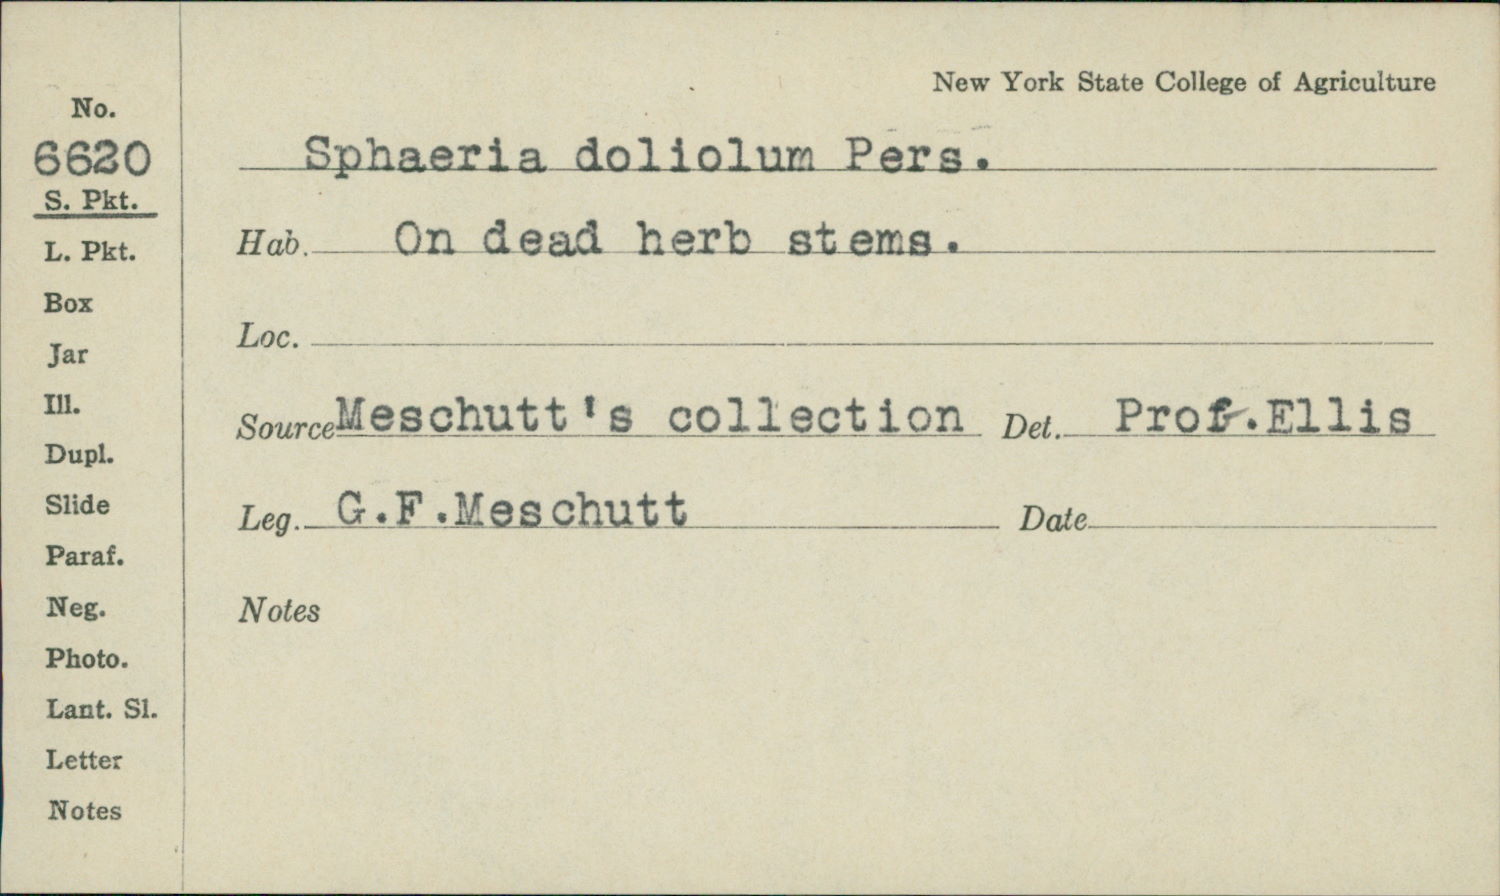 New York State College of Agriculture
No.
6620
S. Pkt.
L. Pkt.
Box
Jar
Ill.
Dupl.
Slide
Paraf.
Neg.
Photo.
Lant. Sl.
Letter
Notes
Sphaeria doliolum Pers.
Hab. On dead herb stems.
Loc.
Source Meschutt's collection Det. Prof.Ellis
Leg. G.F.Meschutt Date
Notes